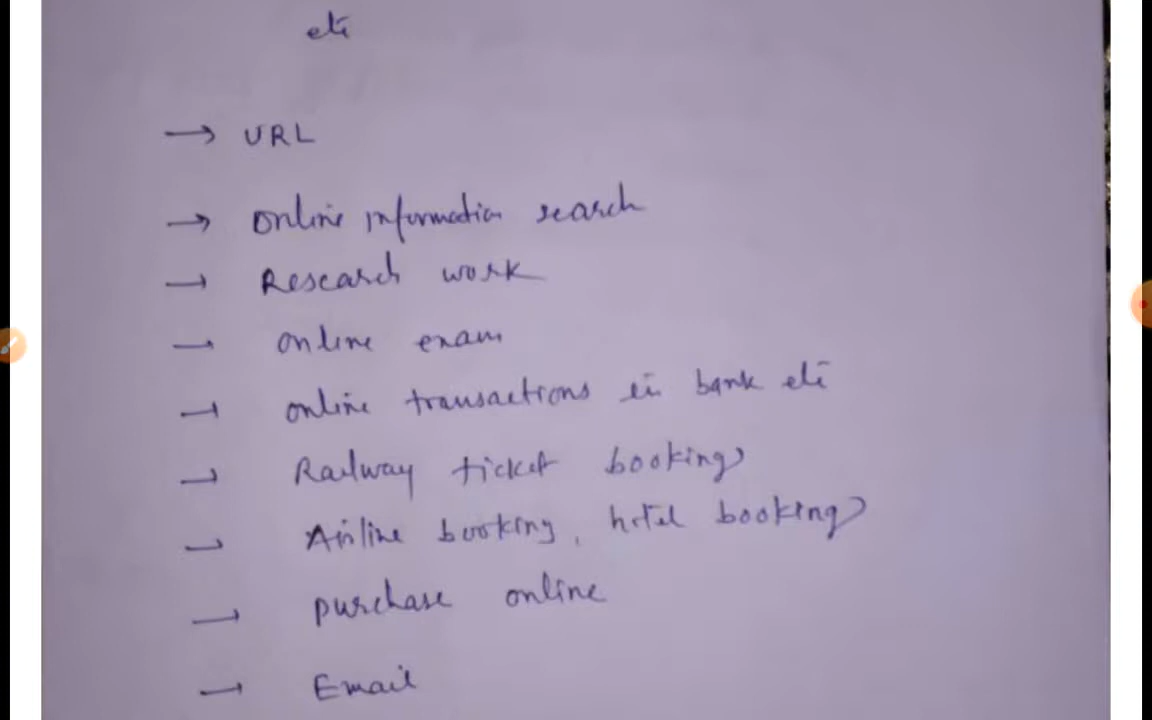 etc
→ URL
→ Online information search
→ Research work
→ online exam
→ online transactions in bank etc
→ Railway ticket booking
→ Airline booking, hotel booking
→ purchase online
→ Email